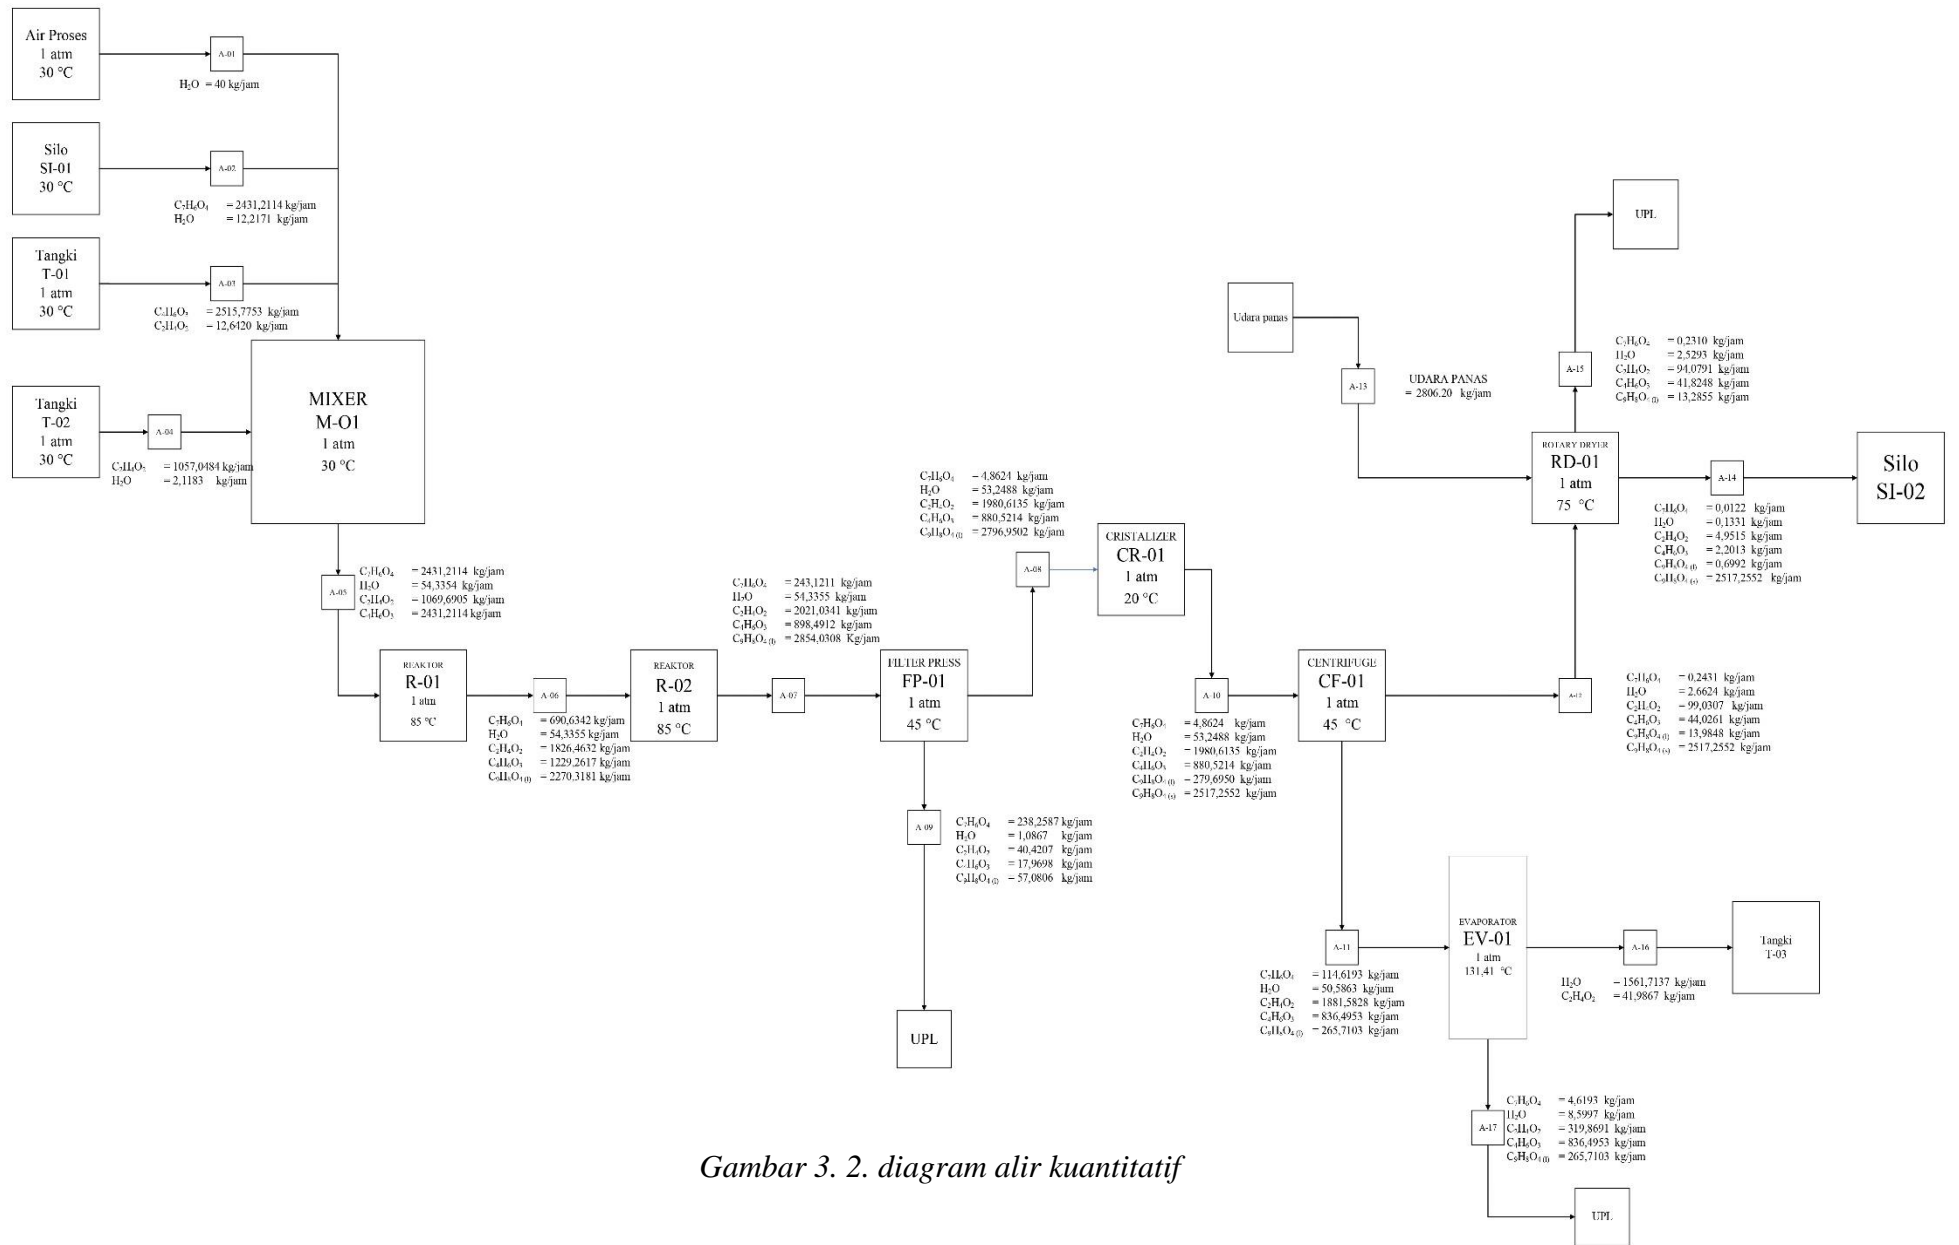 Air Proses
1 atm
30 °C
A-01
H₂O = 40 kg/jam
Silo
SI-01
30 °C
A-02
C₇H₆O₄ = 2431,2114 kg/jam
H₂O = 12,2171 kg/jam
Tangki
T-01
1 atm
30 °C
A-03
= 2515,7753 kg/jam
= 12,6420 kg/jam
Tangki
T-02
1 atm
30 °C
A-04
= 1057,0484 kg/jam
H₂O = 2,1183 kg/jam
MIXER
M-O1
1 atm
30 °C
A-05
C₇H₆O₄ = 2431,2114 kg/jam
H₂O = 54,3354 kg/jam
= 1069,6905 kg/jam
C₄H₆O₃ = 2431,2114 kg/jam
REAKTOR
R-01
1 atm
85 °C
A-06
C₇H₆O₄ = 690,6342 kg/jam
H₂O = 54,3355 kg/jam
C₂H₄O₂ = 1826,4632 kg/jam
C₄H₆O₃ = 1229,2617 kg/jam
C₉H₈O₄ (l) = 2270,3181 kg/jam
REAKTOR
R-02
1 atm
85 °C
A-07
C₇H₆O₄ = 243,1211 kg/jam
H₂O = 54,3355 kg/jam
C₂H₄O₂ = 2021,0341 kg/jam
C₄H₆O₃ = 898,4912 kg/jam
C₉H₈O₄ (l) = 2854,0308 Kg/jam
FILTER PRESS
FP-01
1 atm
45 °C
A-09
C₇H₆O₄ = 238,2587 kg/jam
H₂O = 1,0867 kg/jam
C₂H₄O₂ = 40,4207 kg/jam
C₄H₆O₃ = 17,9698 kg/jam
C₉H₈O₄ (l) = 57,0806 kg/jam
UPL
A-08
C₇H₆O₄ = 4,8624 kg/jam
H₂O = 53,2488 kg/jam
C₂H₄O₂ = 1980,6135 kg/jam
C₄H₆O₃ = 880,5214 kg/jam
C₉H₈O₄ (l) = 2796,9502 kg/jam
CRISTALIZER
CR-01
1 atm
20 °C
A-10
C₇H₆O₄ = 4,8624 kg/jam
H₂O = 53,2488 kg/jam
C₂H₄O₂ = 1980,6135 kg/jam
C₄H₆O₃ = 880,5214 kg/jam
C₉H₈O₄ (l) = 279,6950 kg/jam
C₉H₈O₄ (s) = 2517,2552 kg/jam
CENTRIFUGE
CF-01
1 atm
45 °C
A-12
C₇H₆O₄ = 0,2431 kg/jam
H₂O = 2,6624 kg/jam
C₂H₄O₂ = 99,0307 kg/jam
C₄H₆O₃ = 44,0261 kg/jam
C₉H₈O₄ (l) = 13,9848 kg/jam
C₉H₈O₄ (s) = 2517,2552 kg/jam
Udara panas
A-13
UDARA PANAS
= 2806.20 kg/jam
ROTARY DRYER
RD-01
1 atm
75 °C
A-15
C₇H₆O₄ = 0,2310 kg/jam
H₂O = 2,5293 kg/jam
C₂H₄O₂ = 94,0791 kg/jam
C₄H₆O₃ = 41,8248 kg/jam
C₉H₈O₄ (l) = 13,2855 kg/jam
UPL
A-14
C₇H₆O₄ = 0,0122 kg/jam
H₂O = 0,1331 kg/jam
C₂H₄O₂ = 4,9515 kg/jam
C₄H₆O₃ = 2,2013 kg/jam
C₉H₈O₄ (l) = 0,6992 kg/jam
C₉H₈O₄ (s) = 2517,2552 kg/jam
Silo
SI-02
A-11
C₇H₆O₄ = 114,6193 kg/jam
H₂O = 50,5863 kg/jam
C₂H₄O₂ = 1881,5828 kg/jam
C₄H₆O₃ = 836,4953 kg/jam
C₉H₈O₄ (l) = 265,7103 kg/jam
EVAPORATOR
EV-01
1 atm
131,41 °C
A-16
H₂O = 1561,7137 kg/jam
C₂H₄O₂ = 41,9867 kg/jam
Tangki
T-03
A-17
C₇H₆O₄ = 4,6193 kg/jam
H₂O = 8,5997 kg/jam
C₂H₄O₂ = 319,8691 kg/jam
C₄H₆O₃ = 836,4953 kg/jam
C₉H₈O₄ (l) = 265,7103 kg/jam
UPL
Gambar 3. 2. diagram alir kuantitatif